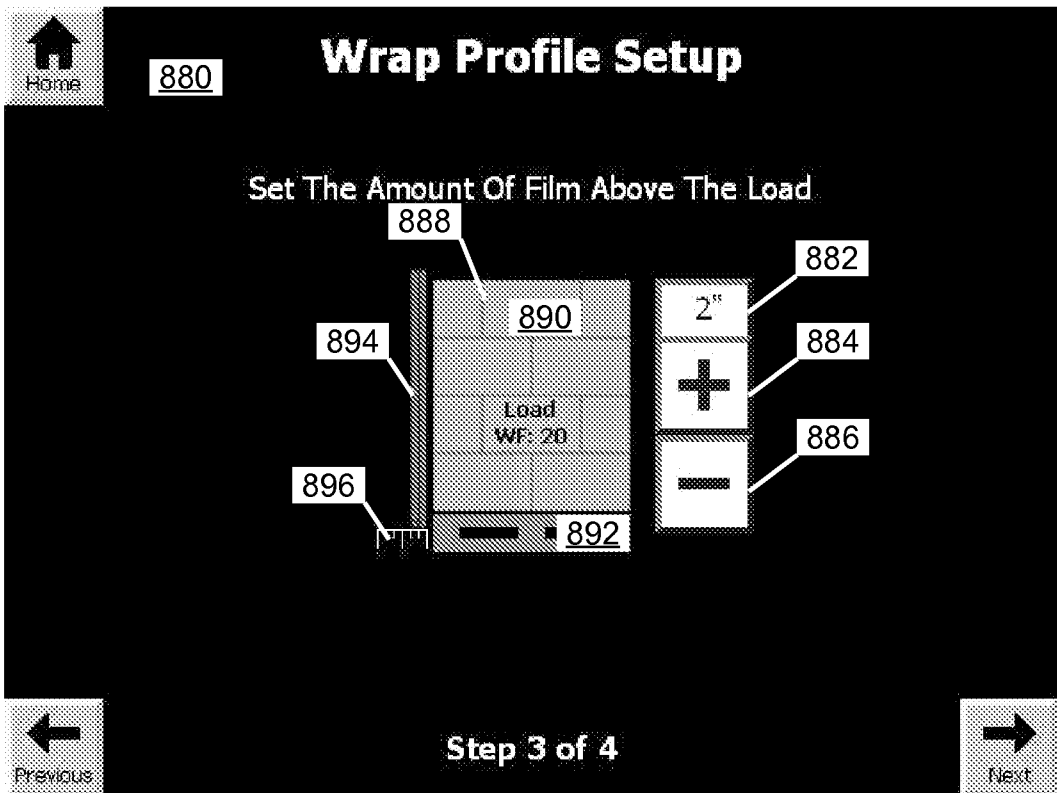 Home
880
Wrap Profile Setup
Set The Amount Of Film Above The Load
888
882
2"
890
894
884
Load
WF: 20
886
896
892
Previous
Step 3 of 4
Next